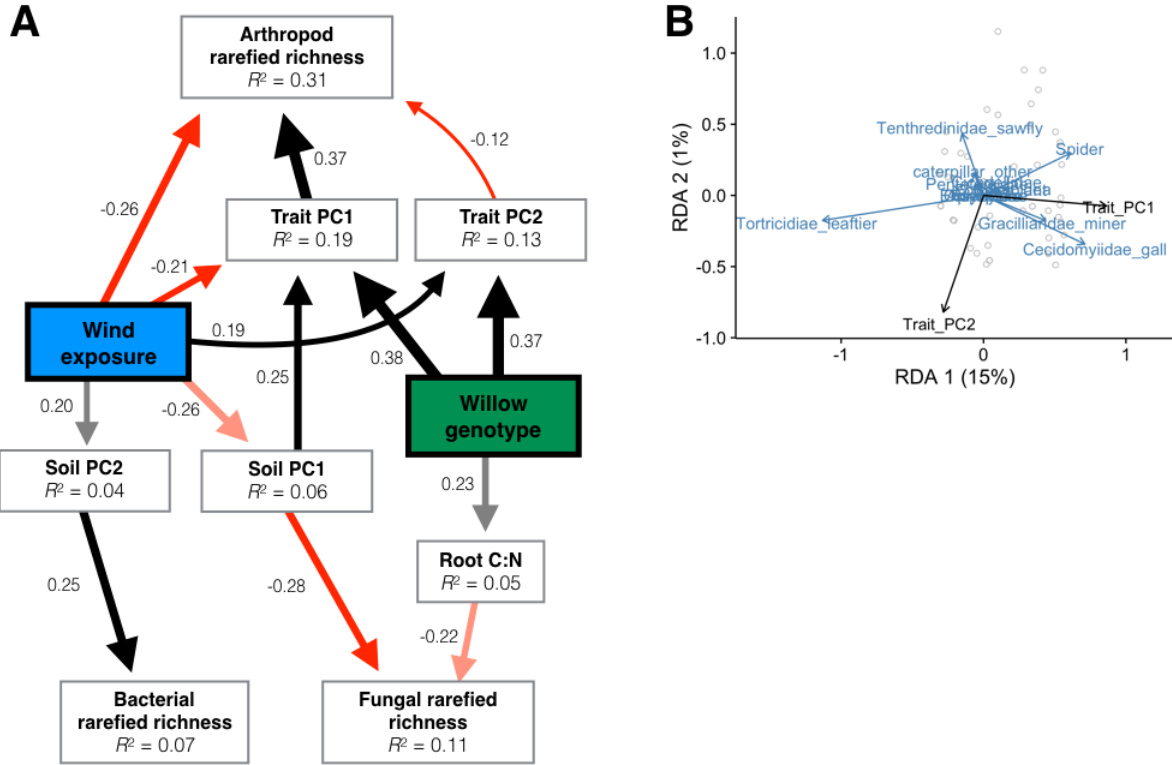 A
Arthropod
rarefied richness
R² = 0.31
-0.12
0.37
-0.26
Trait PC1
R² = 0.19
Trait PC2
R² = 0.13
-0.21
Wind
exposure
0.19
0.38
0.37
0.25
Willow
genotype
0.20
-0.26
Soil PC2
R² = 0.04
Soil PC1
R² = 0.06
0.23
Root C:N
R² = 0.05
0.25
-0.28
-0.22
Bacterial
rarefied richness
R² = 0.07
Fungal rarefied
richness
R² = 0.11
B
1.0
0.5
0.0
-0.5
-1.0
RDA 2 (1%)
Tenthredinidae_sawfly
Spider
caterpillar_other
Tortricidiae_leaftier
Trait_PC1
Gracilliaridae_miner
Cecidomyiidae_gall
Trait_PC2
-1
0
1
RDA 1 (15%)